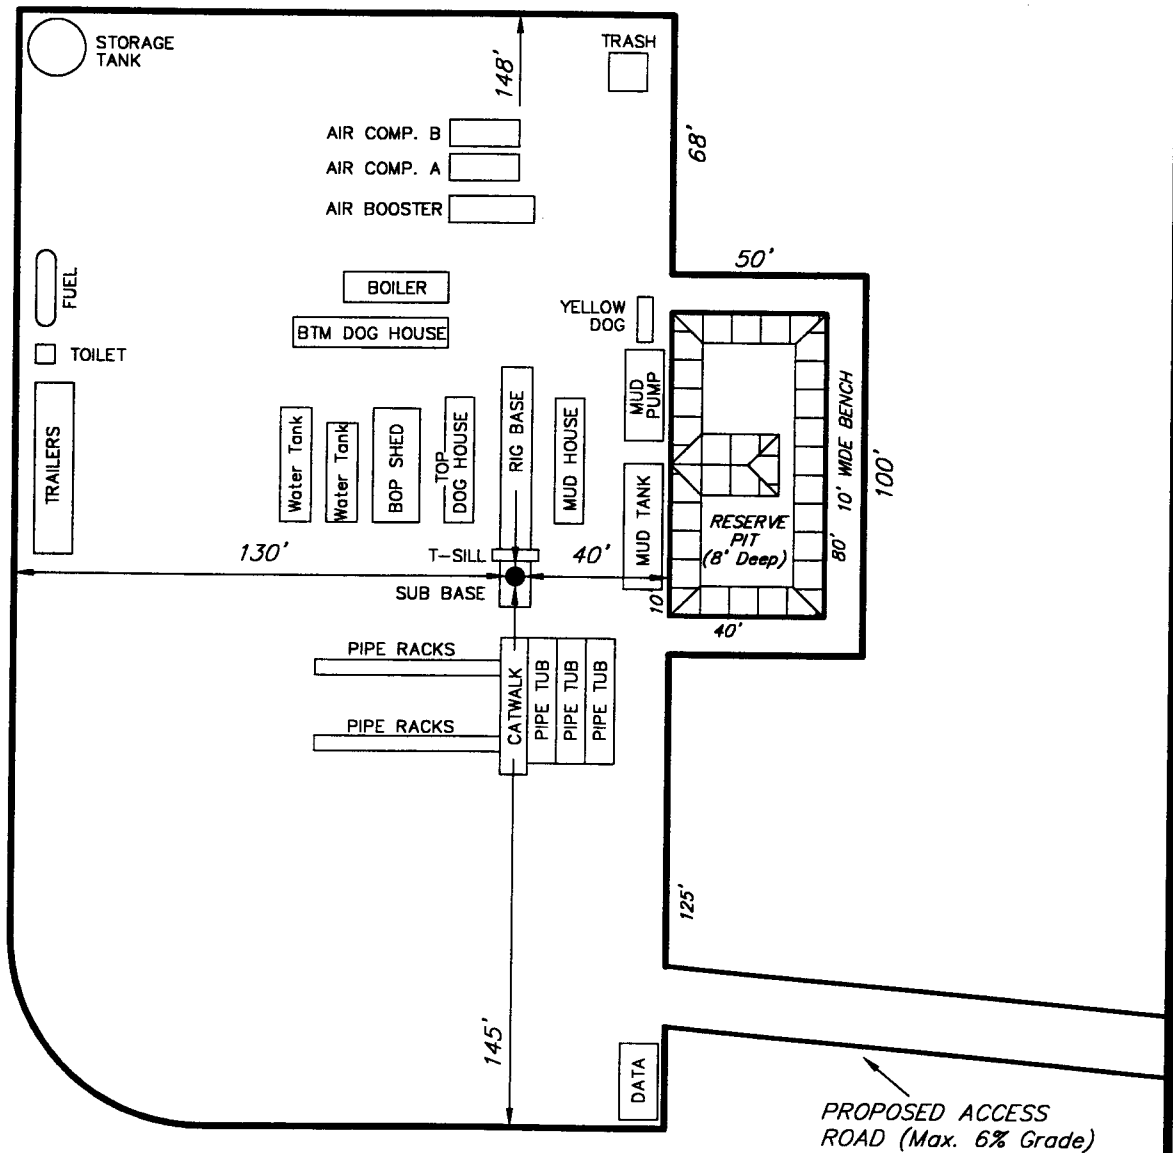 STORAGE
TANK
148'
TRASH
AIR COMP. B
AIR COMP. A
AIR BOOSTER
68'
50'
FUEL
BOILER
YELLOW
DOG
BTM DOG HOUSE
TOILET
MUD
PUMP
TRAILERS
Water Tank
Water Tank
BOP SHED
TOP
DOG HOUSE
RIG BASE
MUD HOUSE
MUD TANK
RESERVE
PIT
(8' Deep)
80'
10' WIDE BENCH
100'
130'
T-SILL
40'
SUB BASE
10'
40'
PIPE RACKS
CATWALK
PIPE TUB
PIPE TUB
PIPE TUB
PIPE RACKS
125'
145'
DATA
PROPOSED ACCESS
ROAD (Max. 6% Grade)